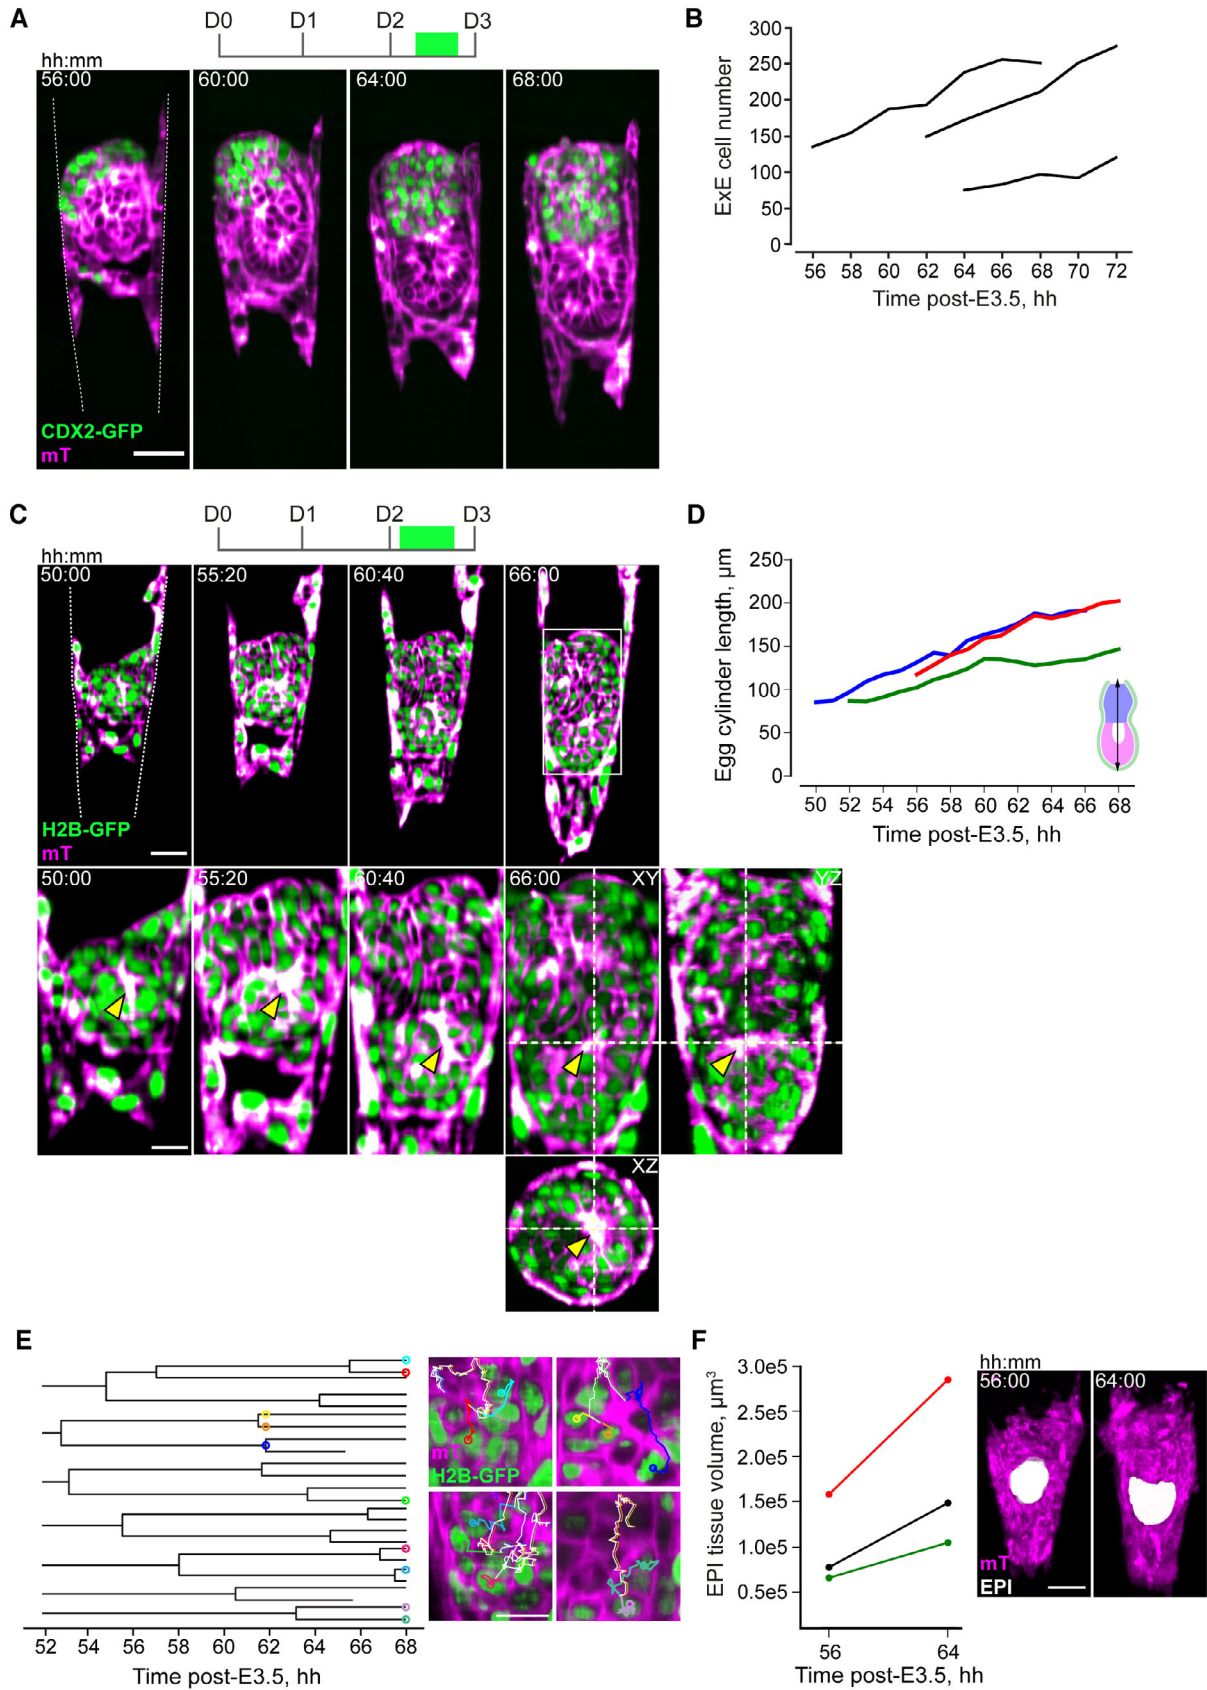 A
D0 D1 D2 D3
hh:mm
56:00 60:00 64:00 68:00
CDX2-GFP
mT
B
300
250
200
150
100
50
0
ExE cell number
56 58 60 62 64 66 68 70 72
Time post-E3.5, hh
C
D0 D1 D2 D3
hh:mm
50:00 55:20 60:40 66:00
H2B-GFP
mT
50:00 55:20 60:40 66:00 XY YZ
XZ
D
250
200
150
100
50
0
Egg cylinder length, µm
50 52 54 56 58 60 62 64 66 68
Time post-E3.5, hh
E
52 54 56 58 60 62 64 66 68
Time post-E3.5, hh
mT
H2B-GFP
F
3.0e5
2.5e5
2.0e5
1.5e5
1.0e5
0.5e5
EPI tissue volume, µm³
56 64
Time post-E3.5, hh
hh:mm
56:00 64:00
mT
EPI